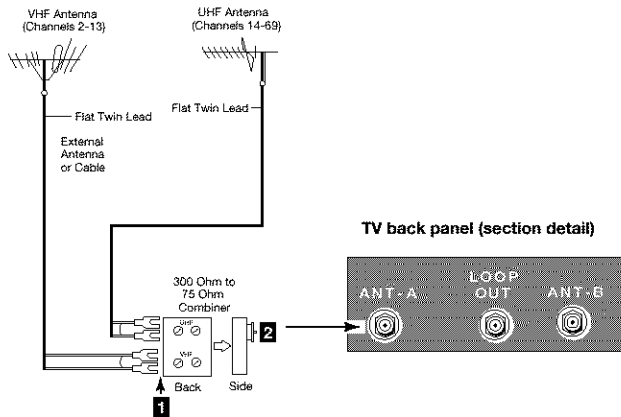 VHF Antenna
(Channels 2-13)
UHF Antenna
(Channels 14-69)
Flat Twin Lead
Flat Twin Lead
External
Antenna
or Cable
TV back panel (section detail)
300 Ohm to
75 Ohm
Combiner
UHF
VHF
Back
Side
1
2
ANT-A
LOOP
OUT
ANT-B